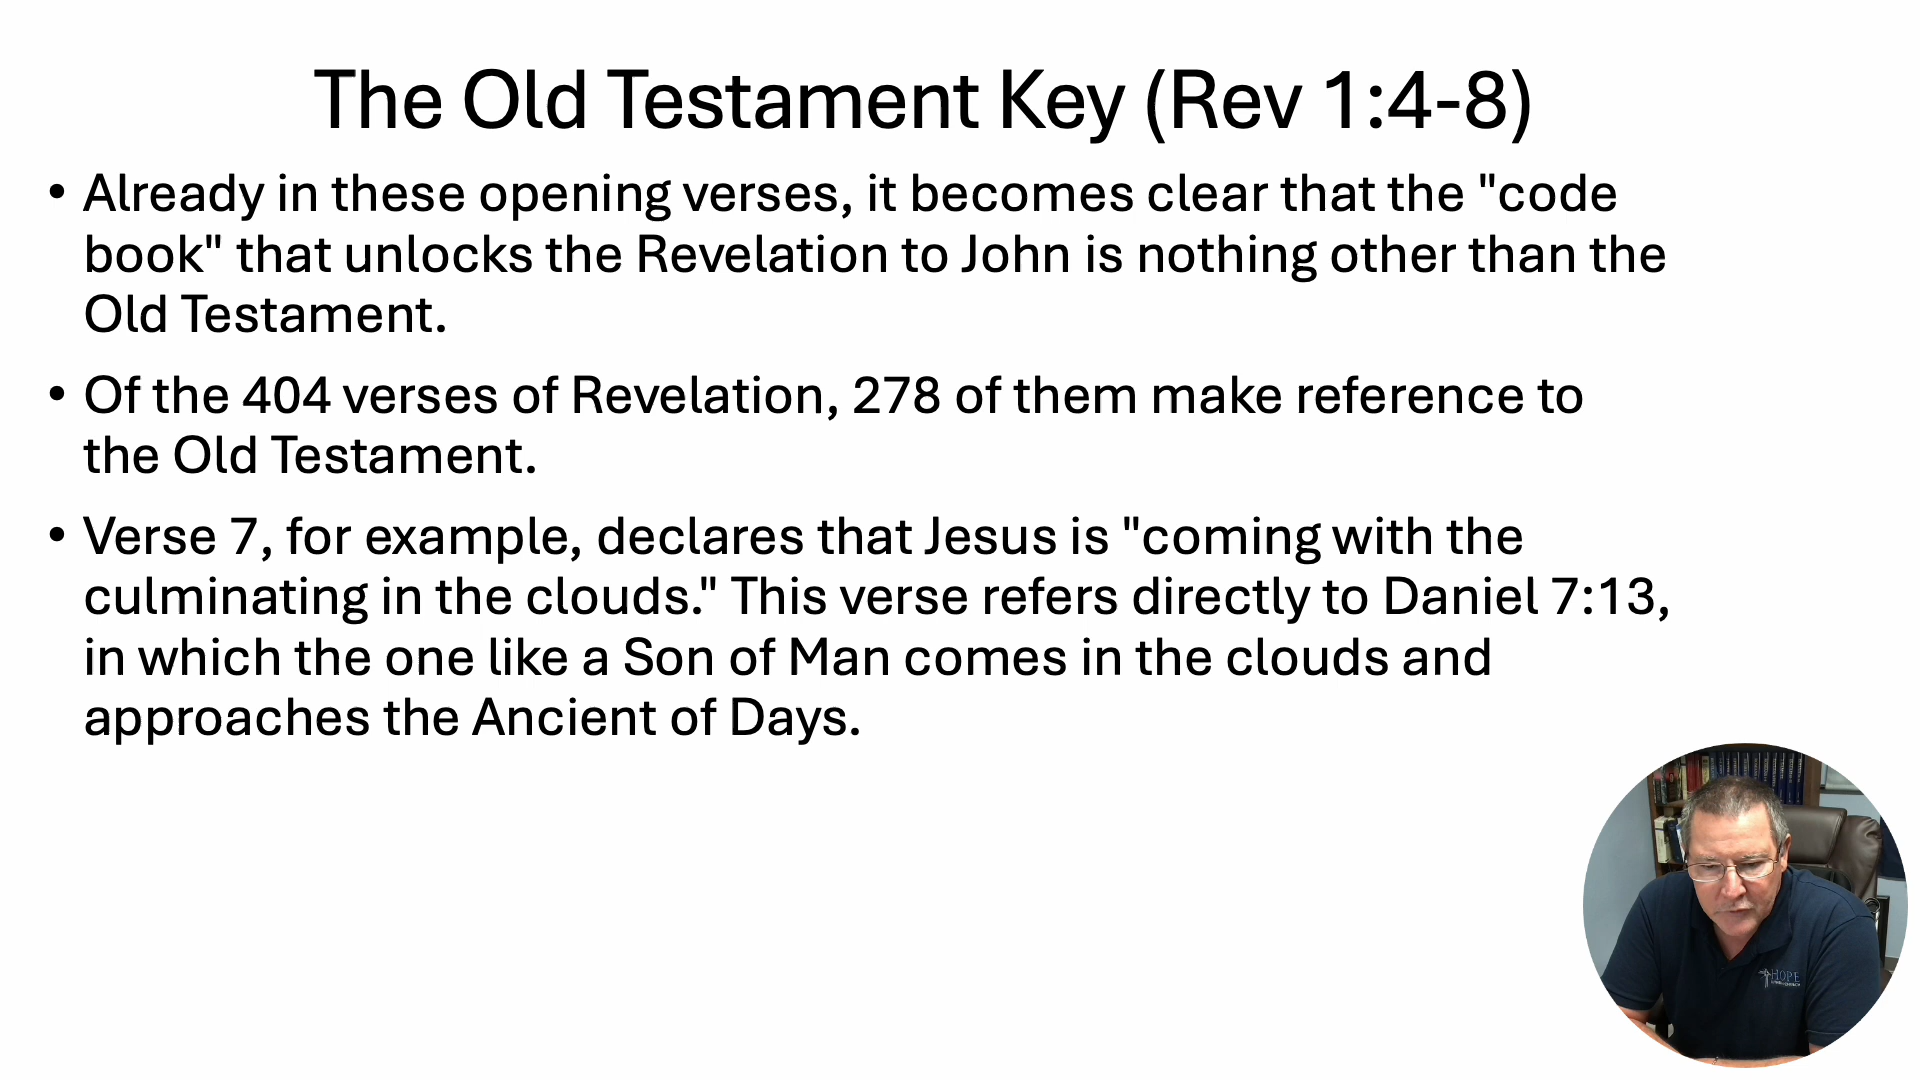 The Old Testament Key (Rev 1:4-8)
• Already in these opening verses, it becomes clear that the "code
book" that unlocks the Revelation to John is nothing other than the
Old Testament.
• Of the 404 verses of Revelation, 278 of them make reference to
the Old Testament.
• Verse 7, for example, declares that Jesus is "coming with the
culminating in the clouds." This verse refers directly to Daniel 7:13,
in which the one like a Son of Man comes in the clouds and
approaches the Ancient of Days.
HOPE